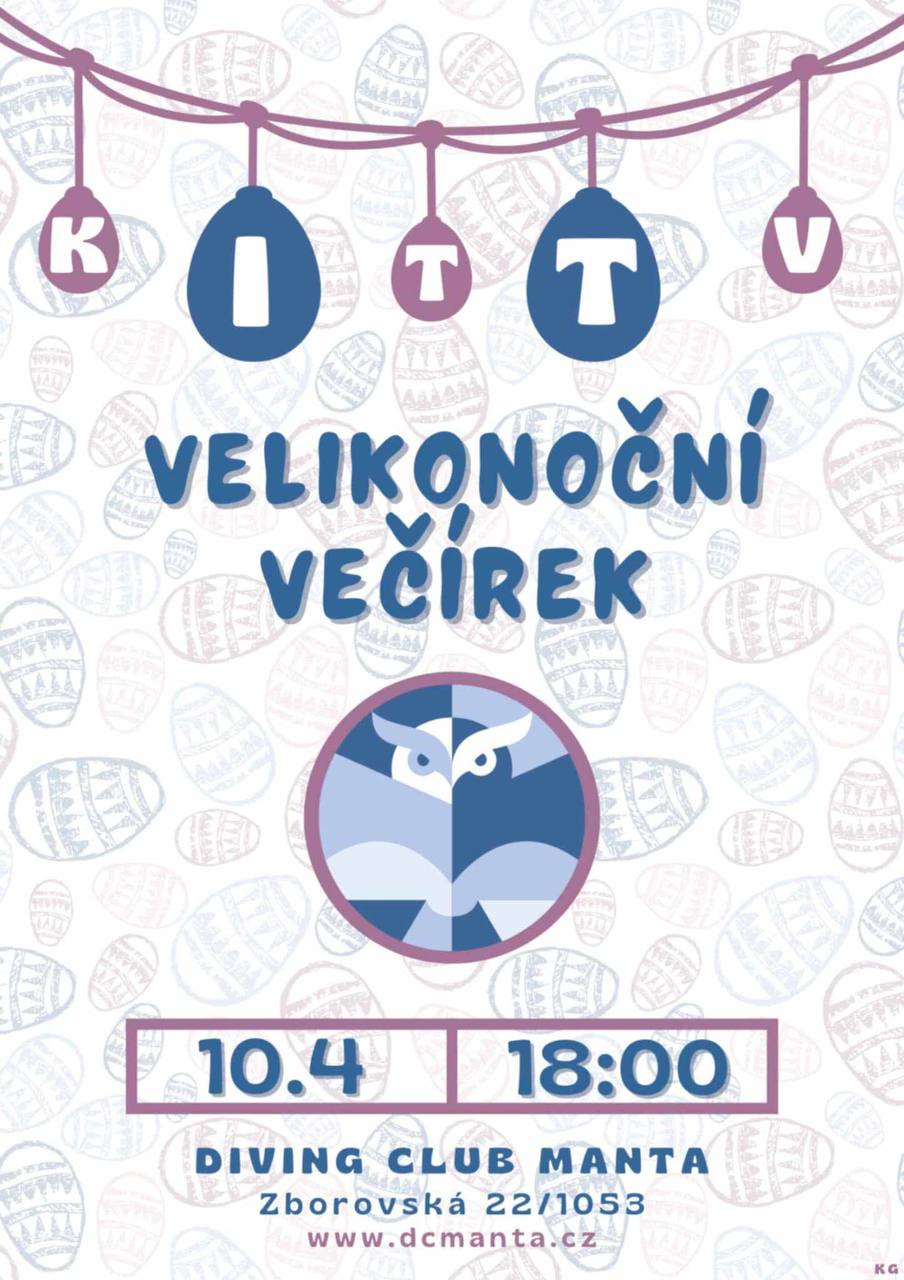 K I T T V
VELIKONOČNÍ
VEČÍREK
10.4 18:00
DIVING CLUB MANTA
Zborovská 22/1053
www.dcmanta.cz
KG